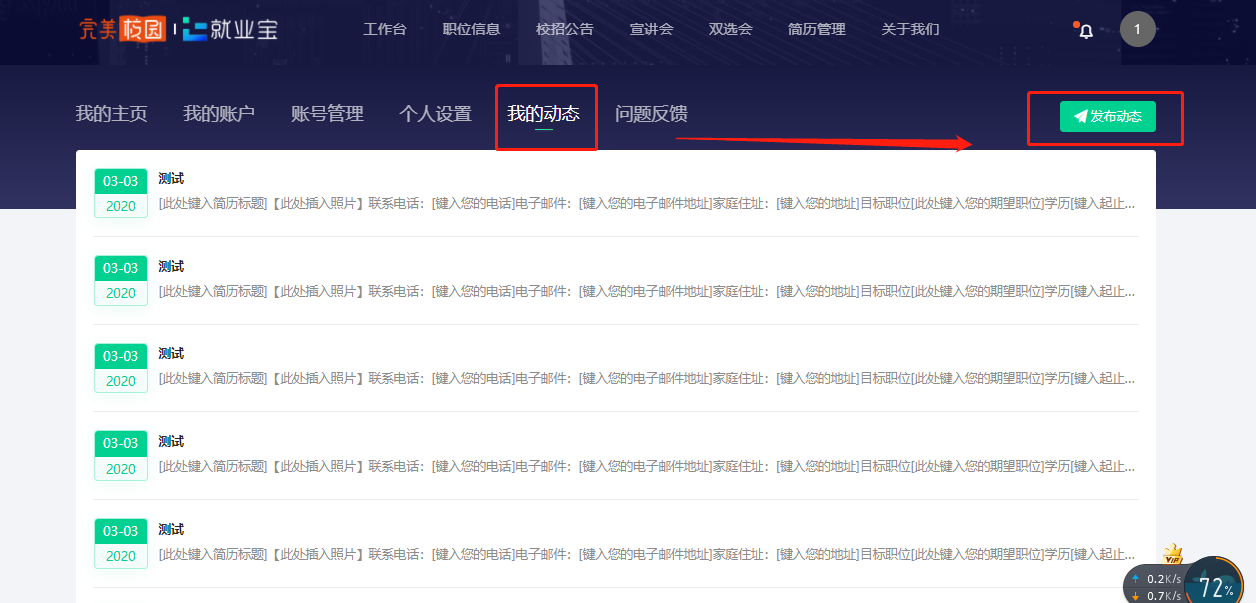 完美校园 | 就业宝 工作台 职位信息 校招公告 宣讲会 双选会 简历管理 关于我们 1
我的主页 我的账户 账号管理 个人设置 我的动态 问题反馈 发布动态
03-03 测试
2020 [此处键入简历标题]【此处插入照片】联系电话：[键入您的电话]电子邮件：[键入您的电子邮件地址]家庭住址：[键入您的地址]目标职位[此处键入您的期望职位]学历[键入起止...
03-03 测试
2020 [此处键入简历标题]【此处插入照片】联系电话：[键入您的电话]电子邮件：[键入您的电子邮件地址]家庭住址：[键入您的地址]目标职位[此处键入您的期望职位]学历[键入起止...
03-03 测试
2020 [此处键入简历标题]【此处插入照片】联系电话：[键入您的电话]电子邮件：[键入您的电子邮件地址]家庭住址：[键入您的地址]目标职位[此处键入您的期望职位]学历[键入起止...
03-03 测试
2020 [此处键入简历标题]【此处插入照片】联系电话：[键入您的电话]电子邮件：[键入您的电子邮件地址]家庭住址：[键入您的地址]目标职位[此处键入您的期望职位]学历[键入起止...
03-03 测试
2020 [此处键入简历标题]【此处插入照片】联系电话：[键入您的电话]电子邮件：[键入您的电子邮件地址]家庭住址：[键入您的地址]目标职位[此处键入您的期望职位]学历[键入起止...
VIP
0.2K/s
0.7K/s
72%